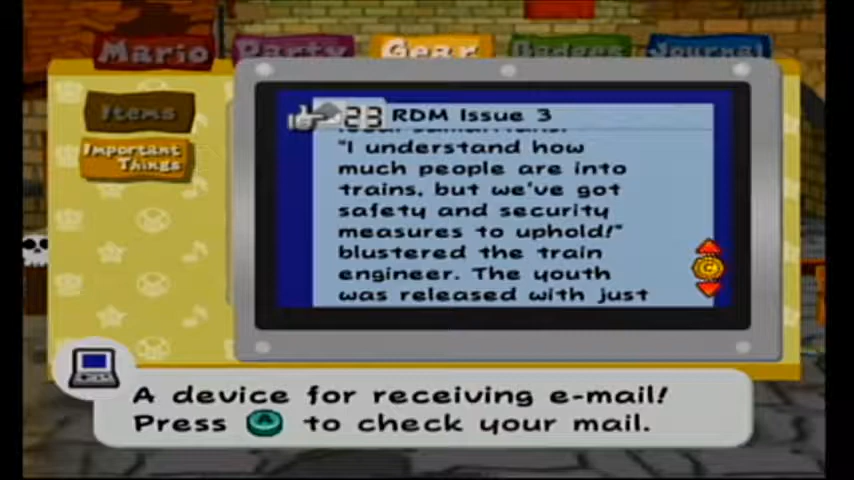 Mario Party Gear Badges Journal
Items
Important
Things
23 RDM Issue 3
"I understand how
much people are into
trains, but we've got
safety and security
measures to uphold!"
blustered the train
engineer. The youth
was released with just
C
A device for receiving e-mail!
Press A to check your mail.